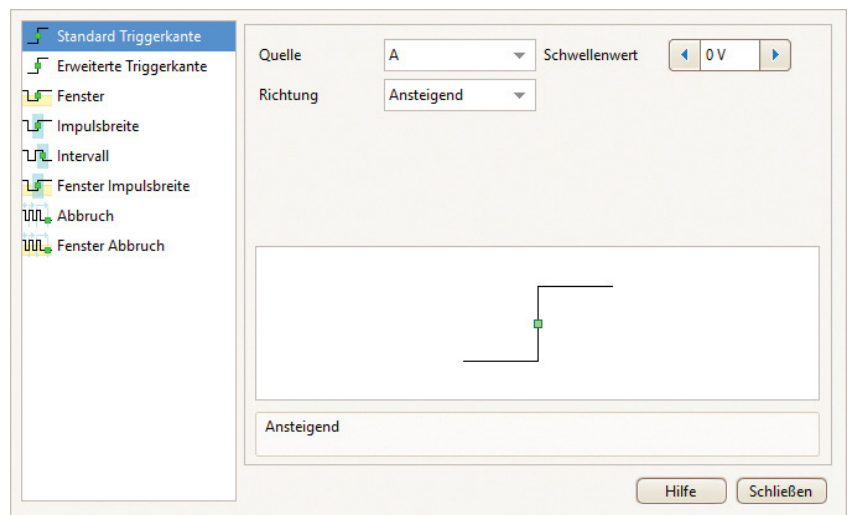 Standard Triggerkante
Erweiterte Triggerkante
Fenster
Impulsbreite
Intervall
Fenster Impulsbreite
Abbruch
Fenster Abbruch
Quelle
A
Schwellenwert
0 V
Richtung
Ansteigend
Ansteigend
Hilfe
Schließen